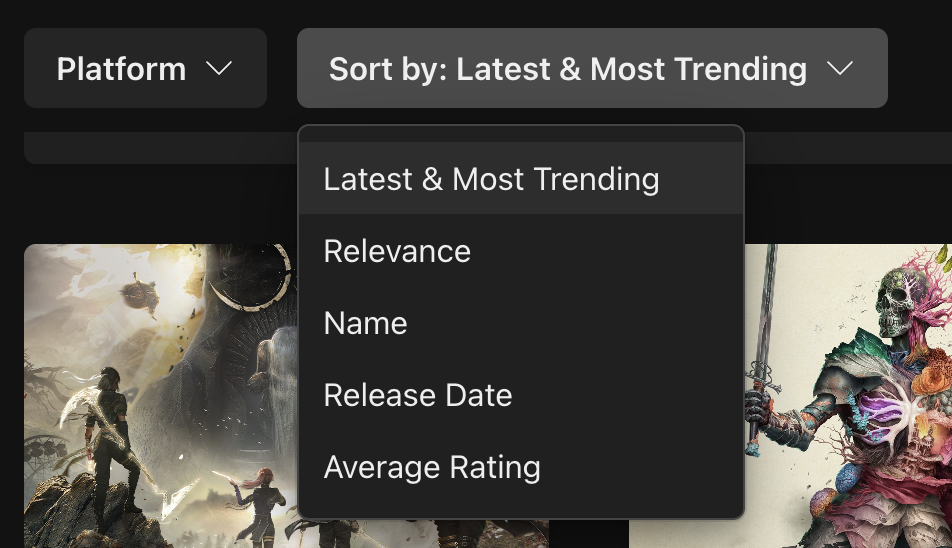 Platform
Sort by: Latest & Most Trending
Latest & Most Trending
Relevance
Name
Release Date
Average Rating